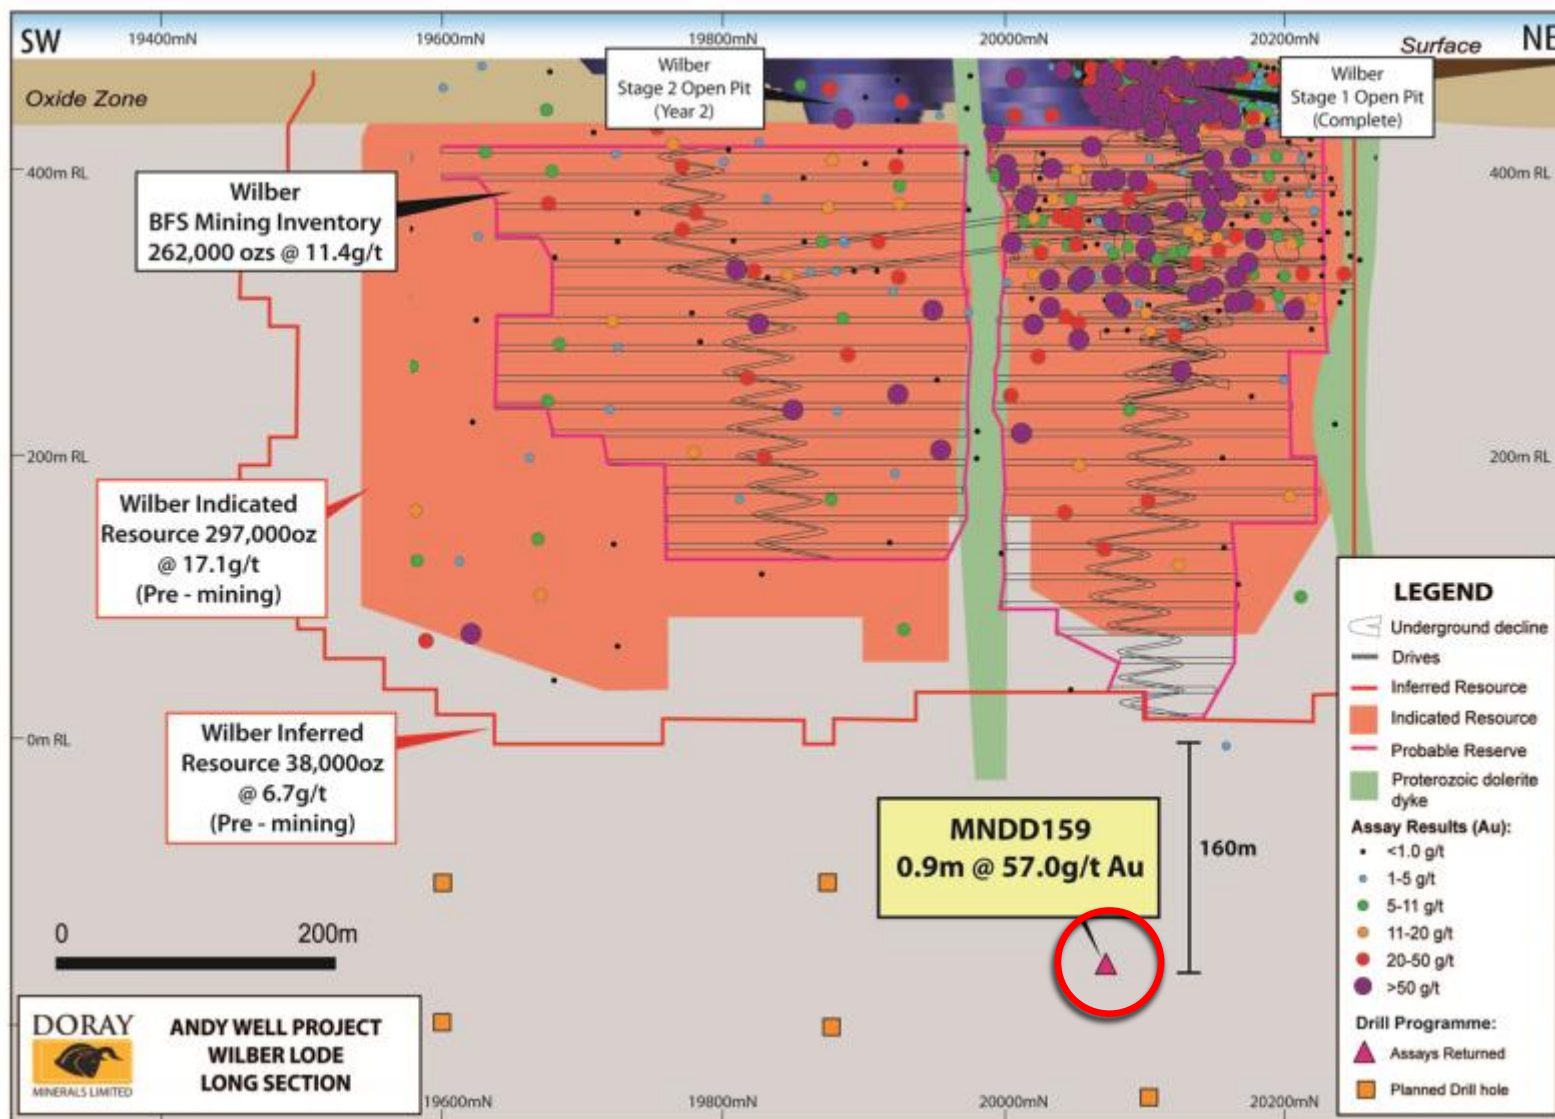 SW
19400mN
19600mN
19800mN
20000mN
20200mN
Surface
Oxide Zone
Wilber
Stage 2 Open Pit
(Year 2)
Wilber
Stage 1 Open Pit
(Complete)
400m RL
400m RL
Wilber
BFS Mining Inventory
262,000 ozs @ 11.4g/t
200m RL
200m RL
Wilber Indicated
Resource 297,000oz
@ 17.1g/t
(Pre - mining)
0m RL
Wilber Inferred
Resource 38,000oz
@ 6.7g/t
(Pre - mining)
MNDD159
0.9m @ 57.0g/t Au
160m
0
200m
DORAY
MINERALS LIMITED
ANDY WELL PROJECT
WILBER LODE
LONG SECTION
LEGEND
Underground decline
Drives
Inferred Resource
Indicated Resource
Probable Reserve
Proterozoic dolerite
dyke
Assay Results (Au):
<1.0 g/t
1-5 g/t
5-11 g/t
11-20 g/t
20-50 g/t
>50 g/t
Drill Programme:
Assays Returned
Planned Drill hole
19600mN
19800mN
20000mN
20200mN